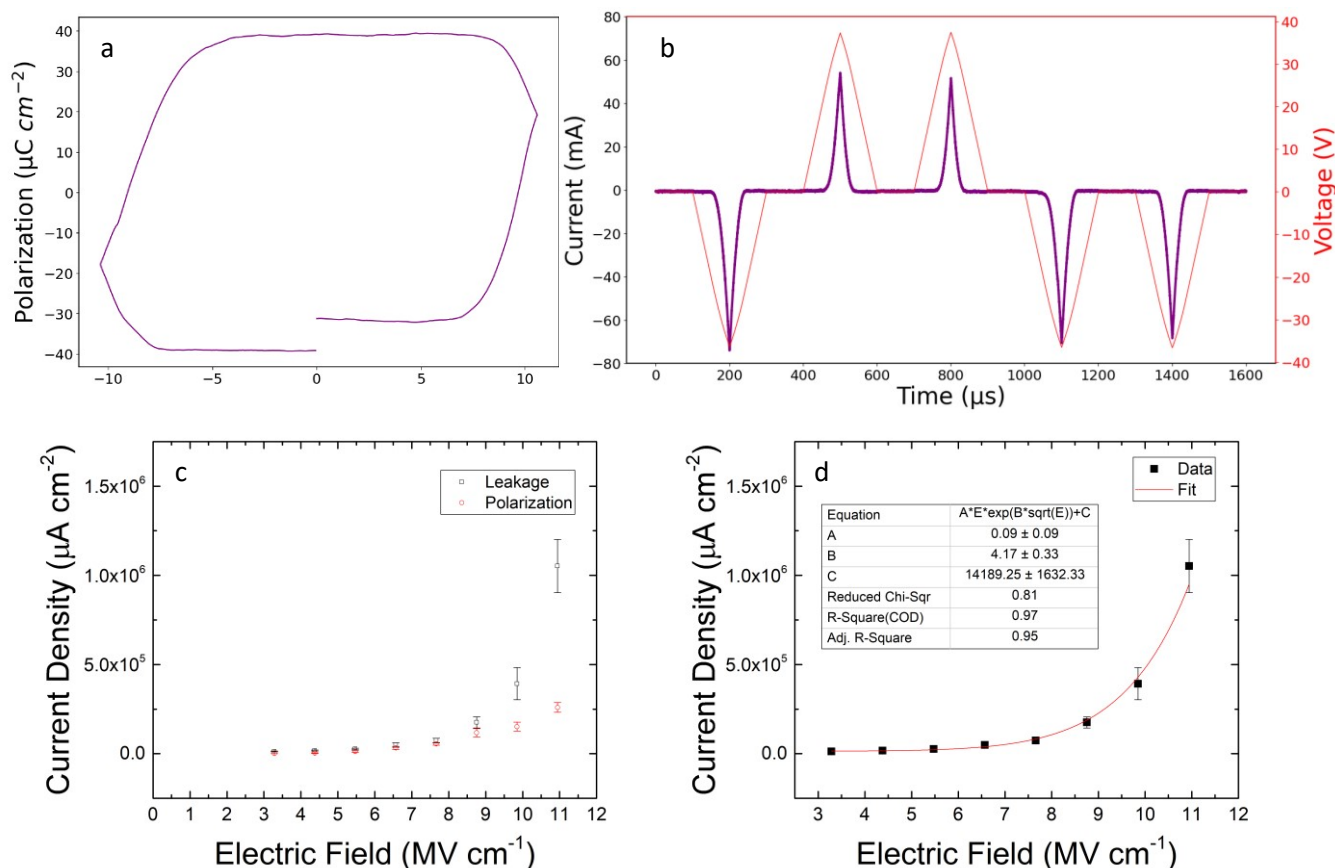 a
Polarization (μC cm⁻²)
40
30
20
10
0
−10
−20
−30
−40
−10
−5
0
5
10
b
Current (mA)
80
60
40
20
0
−20
−40
−60
−80
Voltage (V)
40
30
20
10
0
−10
−20
−30
−40
0
200
400
600
800
1000
1200
1400
1600
Time (μs)
c
Current Density (μA cm⁻²)
1.5x10⁶
1.0x10⁶
5.0x10⁵
0.0
Leakage
Polarization
0 1 2 3 4 5 6 7 8 9 10 11 12
Electric Field (MV cm⁻¹)
d
Current Density (μA cm⁻²)
1.5x10⁶
1.0x10⁶
5.0x10⁵
0.0
Data
Fit
Equation A*E*exp(B*sqrt(E))+C
A 0.09 ± 0.09
B 4.17 ± 0.33
C 14189.25 ± 1632.33
Reduced Chi-Sqr 0.81
R-Square(COD) 0.97
Adj. R-Square 0.95
3 4 5 6 7 8 9 10 11 12
Electric Field (MV cm⁻¹)